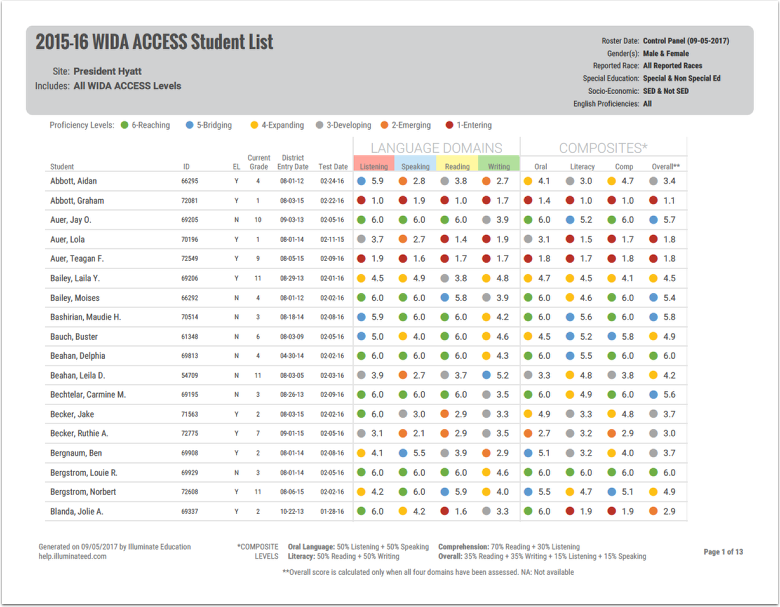 2015-16 WIDA ACCESS Student List
Site: President Hyatt
Includes: All WIDA ACCESS Levels
Roster Date: Control Panel (09-05-2017)
Gender(s): Male & Female
Reported Race: All Reported Races
Special Education: Special & Non Special Ed
Socio-Economic: SED & Not SED
English Proficiencies: All
Proficiency Levels: 6-Reaching 5-Bridging 4-Expanding 3-Developing 2-Emerging 1-Entering
LANGUAGE DOMAINS COMPOSITES*
Student ID EL Current Grade District Entry Date Test Date Listening Speaking Reading Writing Oral Literacy Comp Overall**
Abbott, Aidan 66295 Y 4 08-01-12 02-24-16 5.9 2.8 3.8 2.7 4.1 3.0 4.7 3.4
Abbott, Graham 72081 Y 1 08-03-15 02-22-16 1.0 1.9 1.0 1.7 1.4 1.0 1.0 1.1
Auer, Jay O. 69205 N 10 09-03-13 02-05-16 6.0 6.0 6.0 3.9 6.0 5.2 6.0 5.7
Auer, Lola 70196 Y 1 08-01-14 02-11-15 3.7 2.7 1.4 1.9 3.1 1.5 1.7 1.8
Auer, Teagan F. 72549 Y 9 08-05-15 02-09-16 1.9 1.6 1.7 1.7 1.8 1.7 1.8 1.8
Bailey, Laila Y. 69206 Y 11 08-29-13 02-01-16 4.5 4.9 3.8 4.8 4.7 4.5 4.1 4.5
Bailey, Moises 66292 N 4 08-01-12 02-02-16 6.0 6.0 5.8 3.9 6.0 4.6 6.0 5.4
Bashirian, Maudie H. 70514 N 3 08-18-14 02-08-16 5.9 6.0 6.0 4.2 6.0 5.6 6.0 5.8
Bauch, Buster 61348 N 6 08-03-09 02-05-16 5.0 4.0 6.0 4.6 4.5 5.2 5.8 4.9
Beahan, Delphia 69813 N 4 04-30-14 02-02-16 6.0 6.0 6.0 4.3 6.0 5.5 6.0 6.0
Beahan, Leila D. 54709 N 11 08-03-05 02-03-16 3.9 2.7 3.7 5.2 3.3 4.8 3.8 4.2
Bechtelar, Carmine M. 69195 N 3 08-26-13 02-09-16 6.0 6.0 6.0 3.5 6.0 4.9 6.0 5.6
Becker, Jake 71563 Y 2 08-03-15 02-02-16 6.0 3.0 2.9 3.3 4.9 3.3 4.8 3.7
Becker, Ruthie A. 72775 Y 7 09-01-15 02-05-16 3.1 2.1 2.9 3.5 2.7 3.2 2.9 3.0
Bergnaum, Ben 69908 Y 2 08-01-14 02-08-16 4.1 5.5 3.9 2.9 5.1 3.2 4.0 3.7
Bergstrom, Louie R. 69929 N 3 08-01-14 02-05-16 6.0 6.0 6.0 4.6 6.0 6.0 6.0 6.0
Bergstrom, Norbert 72608 Y 11 08-06-15 02-02-16 4.2 6.0 5.9 4.0 5.5 4.7 5.1 4.9
Blanda, Jolie A. 69337 Y 2 10-22-13 01-28-16 6.0 4.2 1.6 3.3 6.0 1.9 1.9 2.9
Generated on 09/05/2017 by Illuminate Education
help.illuminateed.com
*COMPOSITE LEVELS
Oral Language: 50% Listening + 50% Speaking Comprehension: 70% Reading + 30% Listening
Literacy: 50% Reading + 50% Writing Overall: 35% Reading + 35% Writing + 15% Listening + 15% Speaking
**Overall score is calculated only when all four domains have been assessed. NA: Not available
Page 1 of 13